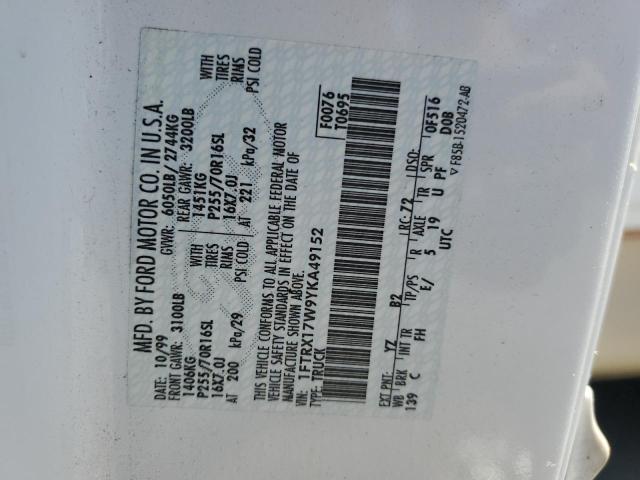 MFD. BY FORD MOTOR CO. IN U.S.A.
DATE: 10/99 GVWR: 6050LB / 2744KG
FRONT GAWR: 3100LB REAR GAWR: 3200LB
1406KG WITH 1451KG WITH
P255/70R16SL TIRES P255/70R16SL TIRES
16X7.0J RIMS 16X7.0J RIMS
AT 200 kPa/29 PSI COLD AT 221 kPa/32 PSI COLD
THIS VEHICLE CONFORMS TO ALL APPLICABLE FEDERAL MOTOR
VEHICLE SAFETY STANDARDS IN EFFECT ON THE DATE OF
MANUFACTURE SHOWN ABOVE.
VIN: 1FTRX17W9YKA49152 F0076
TYPE: TRUCK T0695
EXT PNT: YZ B2 RC: 72 DSO:
WB BRK INT TR TP/PS R AXLE TR SPR 0F516
139 C FH E/ 5 19 U PF DOB
UTC ▽ F85B-1520472-AB